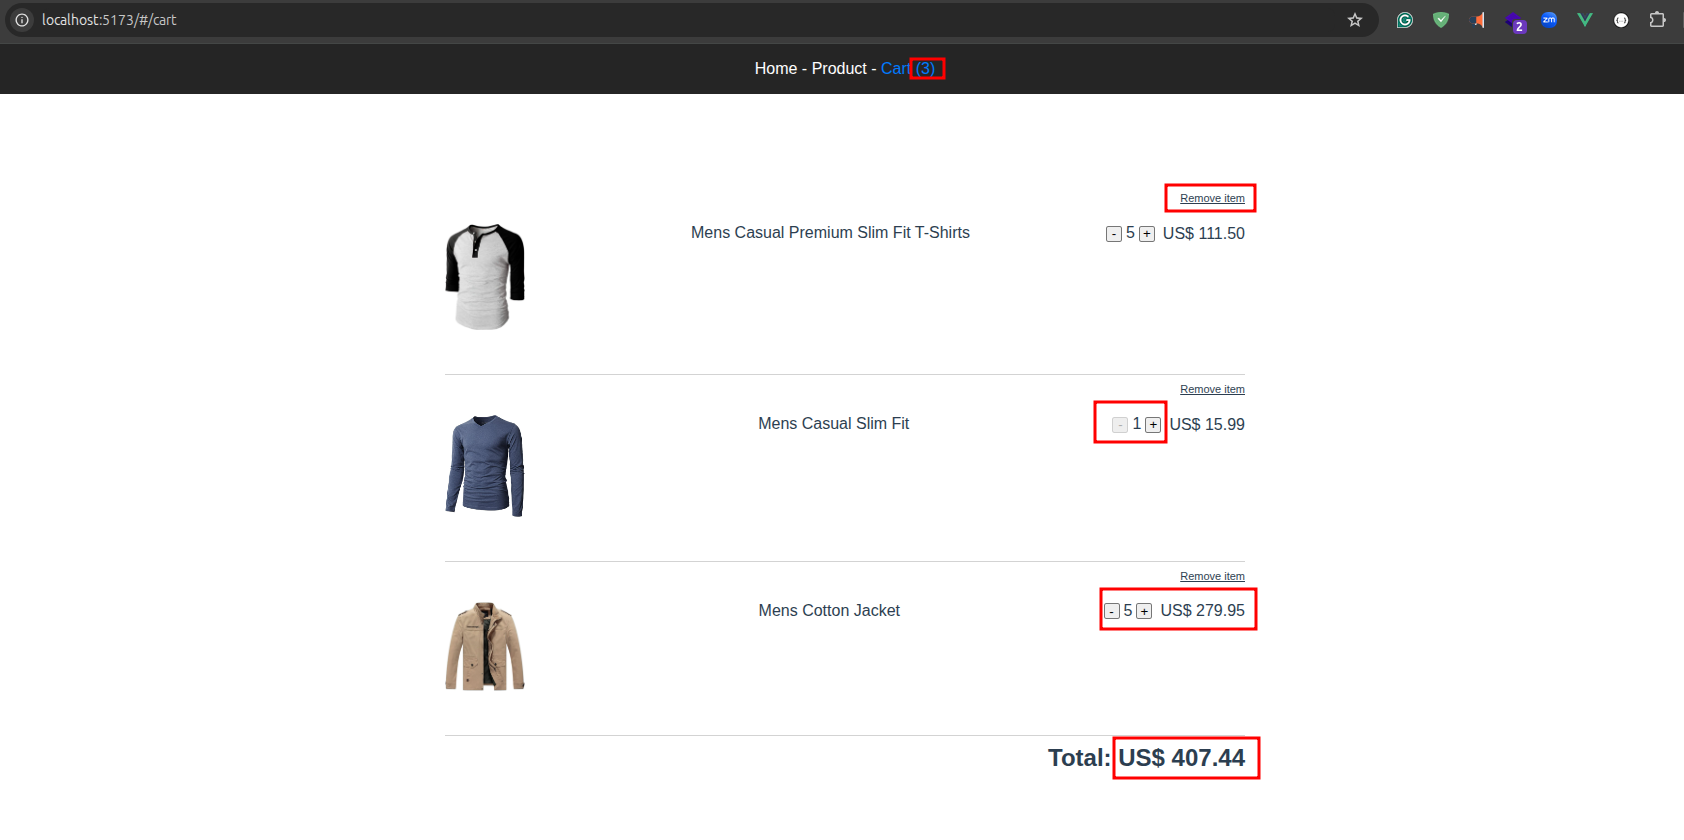 localhost:5173/#/cart
2
zm
Home - Product - Cart (3)
Remove item
Mens Casual Premium Slim Fit T-Shirts - 5 + US$ 111.50
Remove item
Mens Casual Slim Fit - 1 + US$ 15.99
Remove item
Mens Cotton Jacket - 5 + US$ 279.95
Total: US$ 407.44